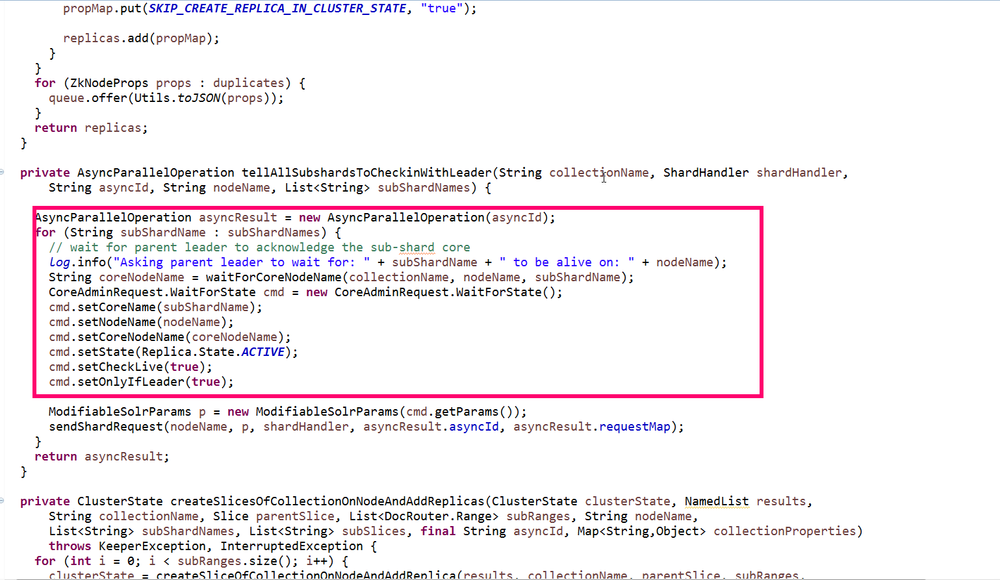 propMap.put(SKIP_CREATE_REPLICA_IN_CLUSTER_STATE, "true");
replicas.add(propMap);
}
}
for (ZkNodeProps props : duplicates) {
queue.offer(Utils.toJSON(props));
}
return replicas;
}
private AsyncParallelOperation tellAllSubshardsToCheckinWithLeader(String collectionName, ShardHandler shardHandler,
String asyncId, String nodeName, List<String> subShardNames) {
AsyncParallelOperation asyncResult = new AsyncParallelOperation(asyncId);
for (String subShardName : subShardNames) {
// wait for parent leader to acknowledge the sub-shard core
log.info("Asking parent leader to wait for: " + subShardName + " to be alive on: " + nodeName);
String coreNodeName = waitForCoreNodeName(collectionName, nodeName, subShardName);
CoreAdminRequest.WaitForState cmd = new CoreAdminRequest.WaitForState();
cmd.setCoreName(subShardName);
cmd.setNodeName(nodeName);
cmd.setCoreNodeName(coreNodeName);
cmd.setState(Replica.State.ACTIVE);
cmd.setCheckLive(true);
cmd.setOnlyIfLeader(true);
ModifiableSolrParams p = new ModifiableSolrParams(cmd.getParams());
sendShardRequest(nodeName, p, shardHandler, asyncResult.asyncId, asyncResult.requestMap);
}
return asyncResult;
}
private ClusterState createSlicesOfCollectionOnNodeAndAddReplicas(ClusterState clusterState, NamedList results,
String collectionName, Slice parentSlice, List<DocRouter.Range> subRanges, String nodeName,
List<String> subShardNames, List<String> subSlices, final String asyncId, Map<String,Object> collectionProperties)
throws KeeperException, InterruptedException {
for (int i = 0; i < subRanges.size(); i++) {
clusterState = createSliceOfCollectionOnNodeAndAddReplica(results, collectionName, parentSlice, subRanges,